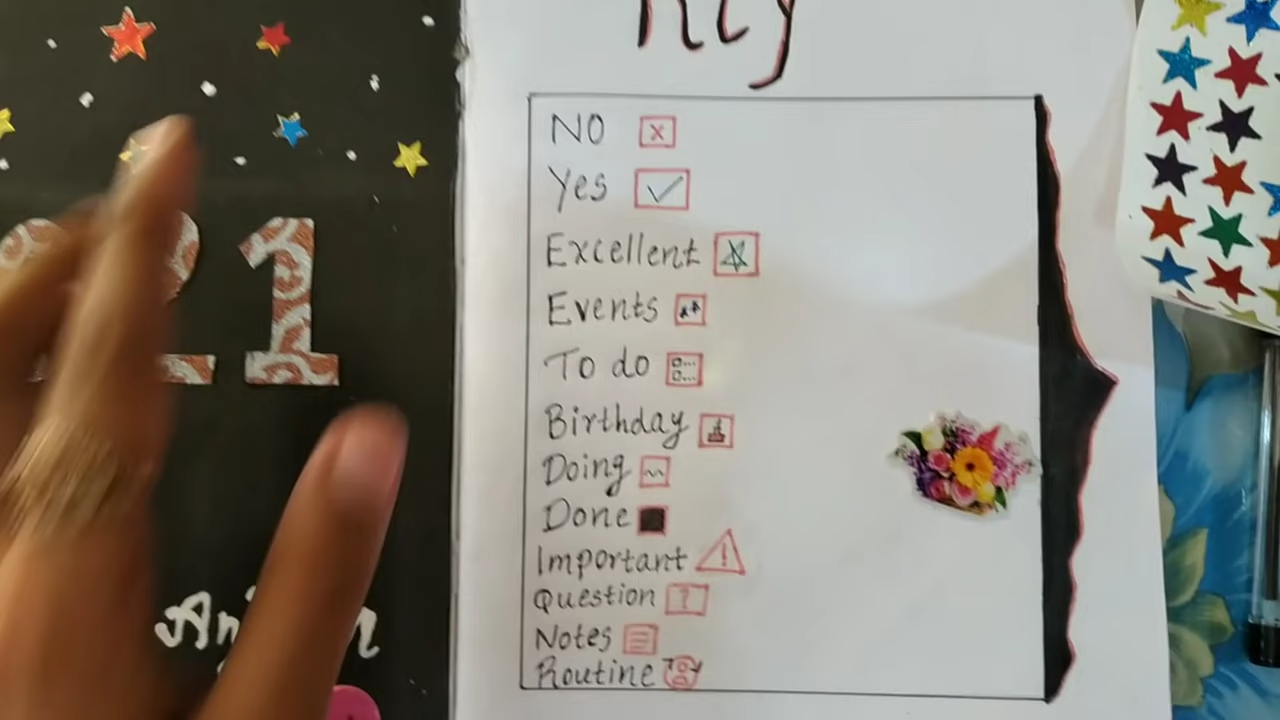 21
Key
NO
Yes
Excellent
Events
To do
Birthday
Doing
Done
Important !
Question ?
Notes
Routine